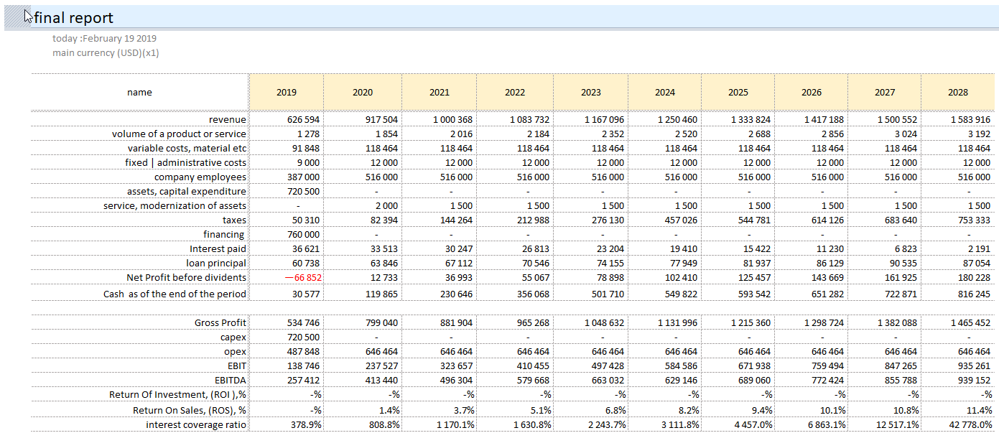 final report
today :February 19 2019
main currency (USD)(x1)
name 2019 2020 2021 2022 2023 2024 2025 2026 2027 2028
revenue 626 594 917 504 1 000 368 1 083 732 1 167 096 1 250 460 1 333 824 1 417 188 1 500 552 1 583 916
volume of a product or service 1 278 1 854 2 016 2 184 2 352 2 520 2 688 2 856 3 024 3 192
variable costs, material etc 91 848 118 464 118 464 118 464 118 464 118 464 118 464 118 464 118 464 118 464
fixed | administrative costs 9 000 12 000 12 000 12 000 12 000 12 000 12 000 12 000 12 000 12 000
company employees 387 000 516 000 516 000 516 000 516 000 516 000 516 000 516 000 516 000 516 000
assets, capital expenditure 720 500 - - - - - - - - -
service, modernization of assets - 2 000 1 500 1 500 1 500 1 500 1 500 1 500 1 500 1 500
taxes 50 310 82 394 144 264 212 988 276 130 457 026 544 781 614 126 683 640 753 333
financing 760 000 - - - - - - - - -
Interest paid 36 621 33 513 30 247 26 813 23 204 19 410 15 422 11 230 6 823 2 191
loan principal 60 738 63 846 67 112 70 546 74 155 77 949 81 937 86 129 90 535 87 054
Net Profit before dividends —66 852 12 733 36 993 55 067 78 898 102 410 125 457 143 669 161 925 180 228
Cash as of the end of the period 30 577 119 865 230 646 356 068 501 710 549 822 593 542 651 282 722 871 816 245
Gross Profit 534 746 799 040 881 904 965 268 1 048 632 1 131 996 1 215 360 1 298 724 1 382 088 1 465 452
capex 720 500 - - - - - - - - -
opex 487 848 646 464 646 464 646 464 646 464 646 464 646 464 646 464 646 464 646 464
EBIT 138 746 237 527 323 657 410 455 497 428 584 586 671 938 759 494 847 265 935 261
EBITDA 257 412 413 440 496 304 579 668 663 032 629 146 689 060 772 424 855 788 939 152
Return Of Investment, (ROI ),% -% -% -% -% -% -% -% -% -% -%
Return On Sales, (ROS), % -% 1.4% 3.7% 5.1% 6.8% 8.2% 9.4% 10.1% 10.8% 11.4%
interest coverage ratio 378.9% 808.8% 1 170.1% 1 630.8% 2 243.7% 3 111.8% 4 457.0% 6 863.1% 12 517.1% 42 778.0%